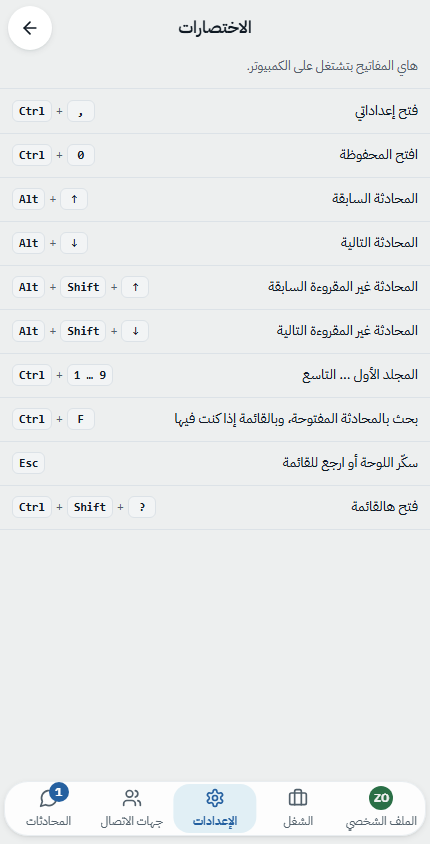 الاختصارات
هاي المفاتيح بتشتغل على الكمبيوتر.
فتح إعداداتي Ctrl + ,
افتح المحفوظة Ctrl + 0
المحادثة السابقة Alt + ↑
المحادثة التالية Alt + ↓
المحادثة غير المقروءة السابقة Alt + Shift + ↑
المحادثة غير المقروءة التالية Alt + Shift + ↓
المجلد الأول … التاسع Ctrl + 1 … 9
بحث بالمحادثة المفتوحة، وبالقائمة إذا كنت فيها Ctrl + F
سكّر اللوحة أو ارجع للقائمة Esc
فتح هالقائمة Ctrl + Shift + ?
ZO الملف الشخصي
الشغل
الإعدادات
جهات الاتصال
1 المحادثات